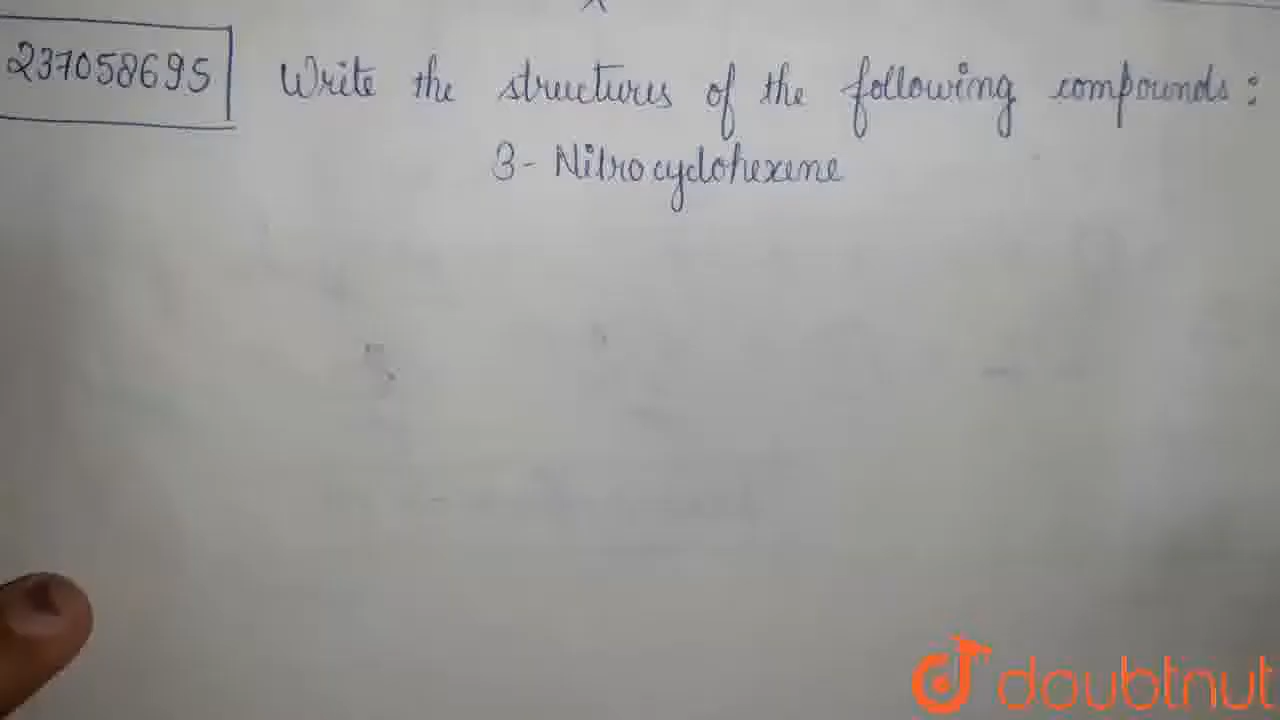 237058695 Write the structures of the following compounds :
3- Nitrocyclohexene
doubtnut